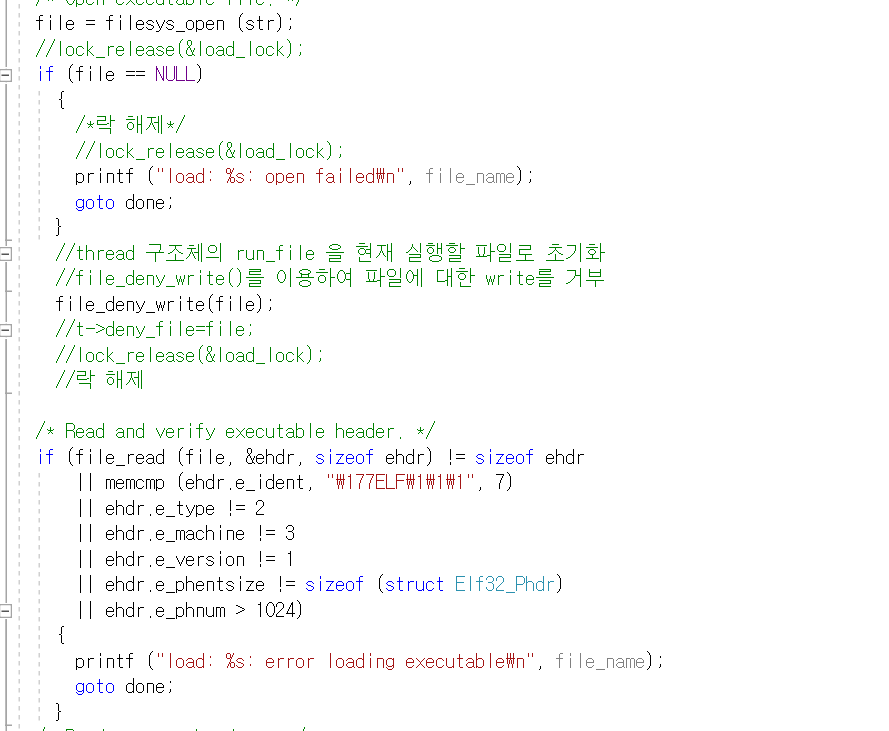 /* Open executable file. */
file = filesys_open (str);
//lock_release(&load_lock);
if (file == NULL)
{
/*락 해제*/
//lock_release(&load_lock);
printf ("load: %s: open failed₩n", file_name);
goto done;
}
//thread 구조체의 run_file 을 현재 실행할 파일로 초기화
//file_deny_write()를 이용하여 파일에 대한 write를 거부
file_deny_write(file);
//t->deny_file=file;
//lock_release(&load_lock);
//락 해제
/* Read and verify executable header. */
if (file_read (file, &ehdr, sizeof ehdr) != sizeof ehdr
|| memcmp (ehdr.e_ident, "₩177ELF₩1₩1₩1", 7)
|| ehdr.e_type != 2
|| ehdr.e_machine != 3
|| ehdr.e_version != 1
|| ehdr.e_phentsize != sizeof (struct Elf32_Phdr)
|| ehdr.e_phnum > 1024)
{
printf ("load: %s: error loading executable₩n", file_name);
goto done;
}